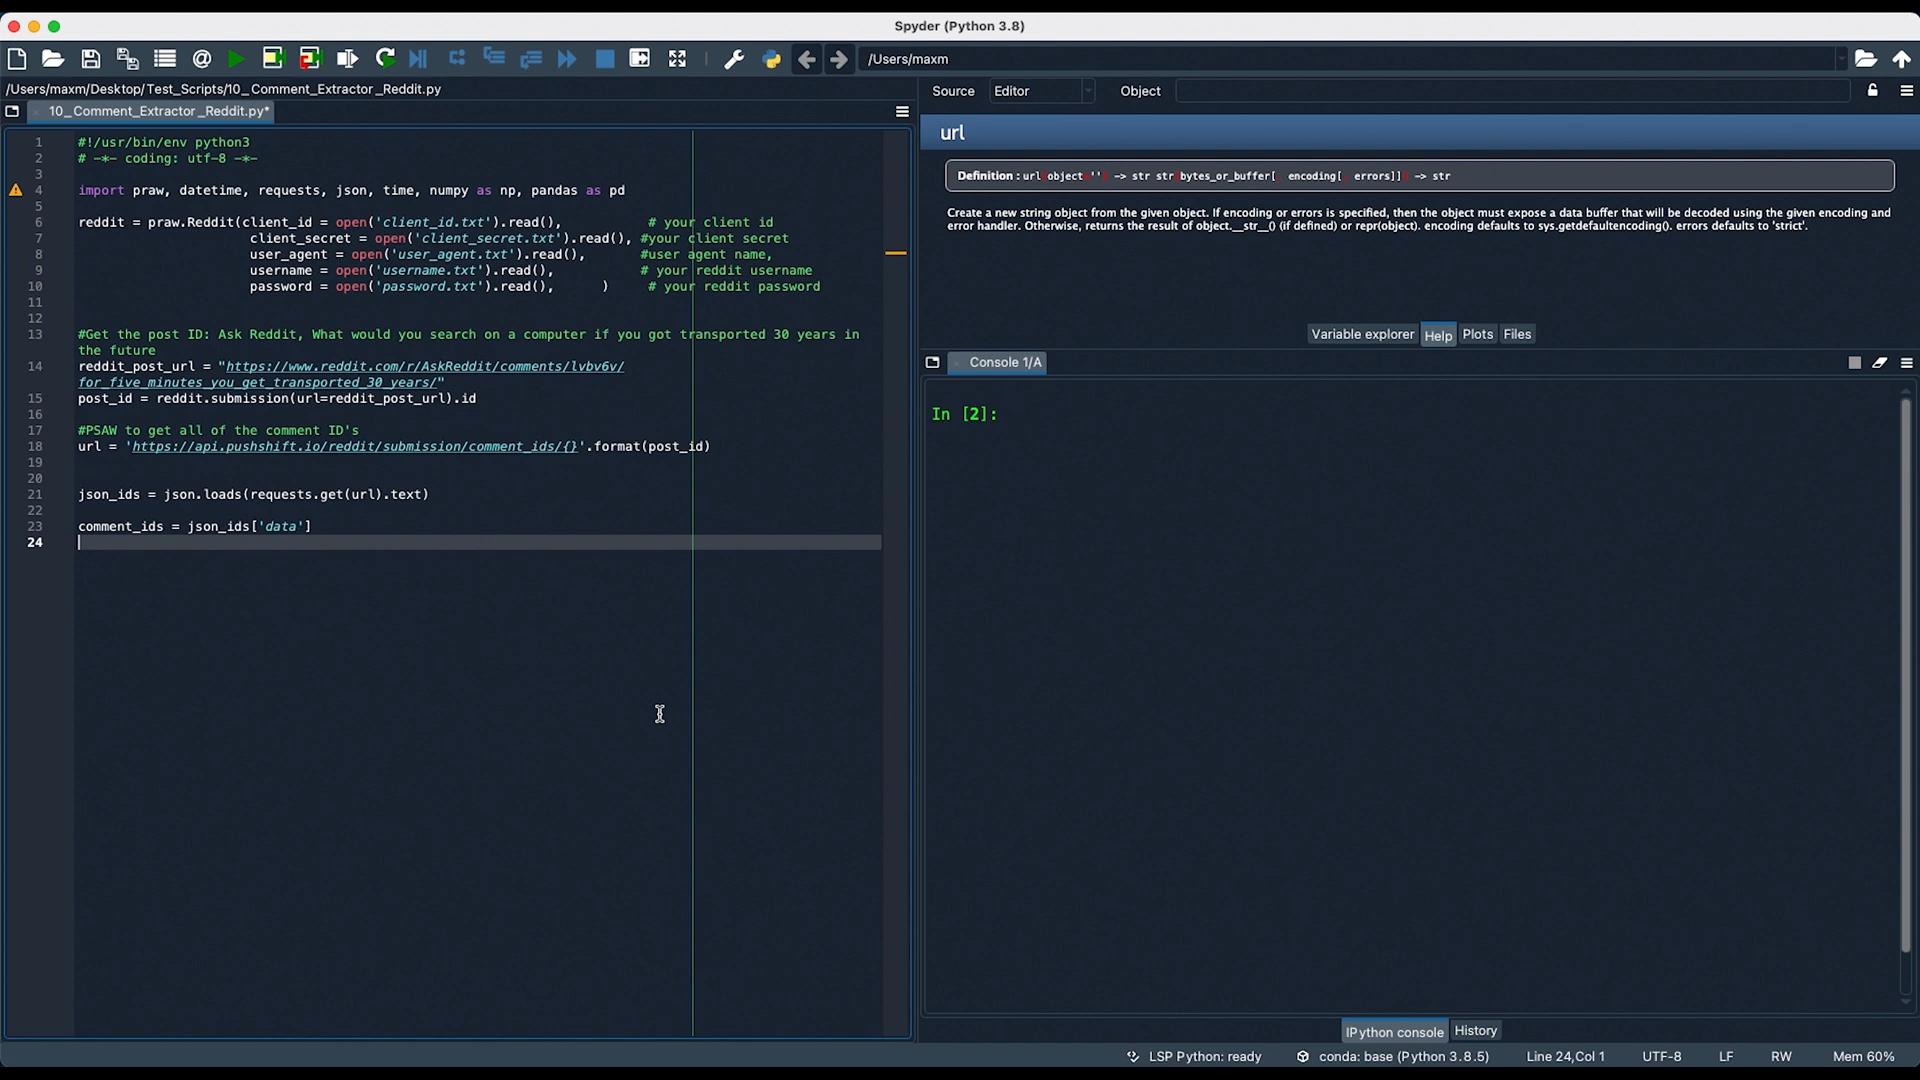 Spyder (Python 3.8)
/Users/maxm
/Users/maxm/Desktop/Test_Scripts/10_Comment_Extractor_Reddit.py
10_Comment_Extractor_Reddit.py*
1 #!/usr/bin/env python3
2 # -*- coding: utf-8 -*-
3
4 import praw, datetime, requests, json, time, numpy as np, pandas as pd
5
6 reddit = praw.Reddit(client_id = open('client_id.txt').read(), # your client id
7 client_secret = open('client_secret.txt').read(), #your client secret
8 user_agent = open('user_agent.txt').read(), #user agent name,
9 username = open('username.txt').read(), # your reddit username
10 password = open('password.txt').read(), ) # your reddit password
11
12
13 #Get the post ID: Ask Reddit, What would you search on a computer if you got transported 30 years in
the future
14 reddit_post_url = "https://www.reddit.com/r/AskReddit/comments/lvbv6v/
for_five_minutes_you_get_transported_30_years/"
15 post_id = reddit.submission(url=reddit_post_url).id
16
17 #PSAW to get all of the comment ID's
18 url = 'https://api.pushshift.io/reddit/submission/comment_ids/{}'.format(post_id)
19
20
21 json_ids = json.loads(requests.get(url).text)
22
23 comment_ids = json_ids['data']
24
Source Editor Object
url
Definition : url(object='') -> str str(bytes_or_buffer[, encoding[, errors]]) -> str
Create a new string object from the given object. If encoding or errors is specified, then the object must expose a data buffer that will be decoded using the given encoding and
error handler. Otherwise, returns the result of object.__str__() (if defined) or repr(object). encoding defaults to sys.getdefaultencoding(). errors defaults to 'strict'.
Variable explorer Help Plots Files
Console 1/A
In [2]:
IPython console History
LSP Python: ready conda: base (Python 3.8.5) Line 24,Col 1 UTF-8 LF RW Mem 60%